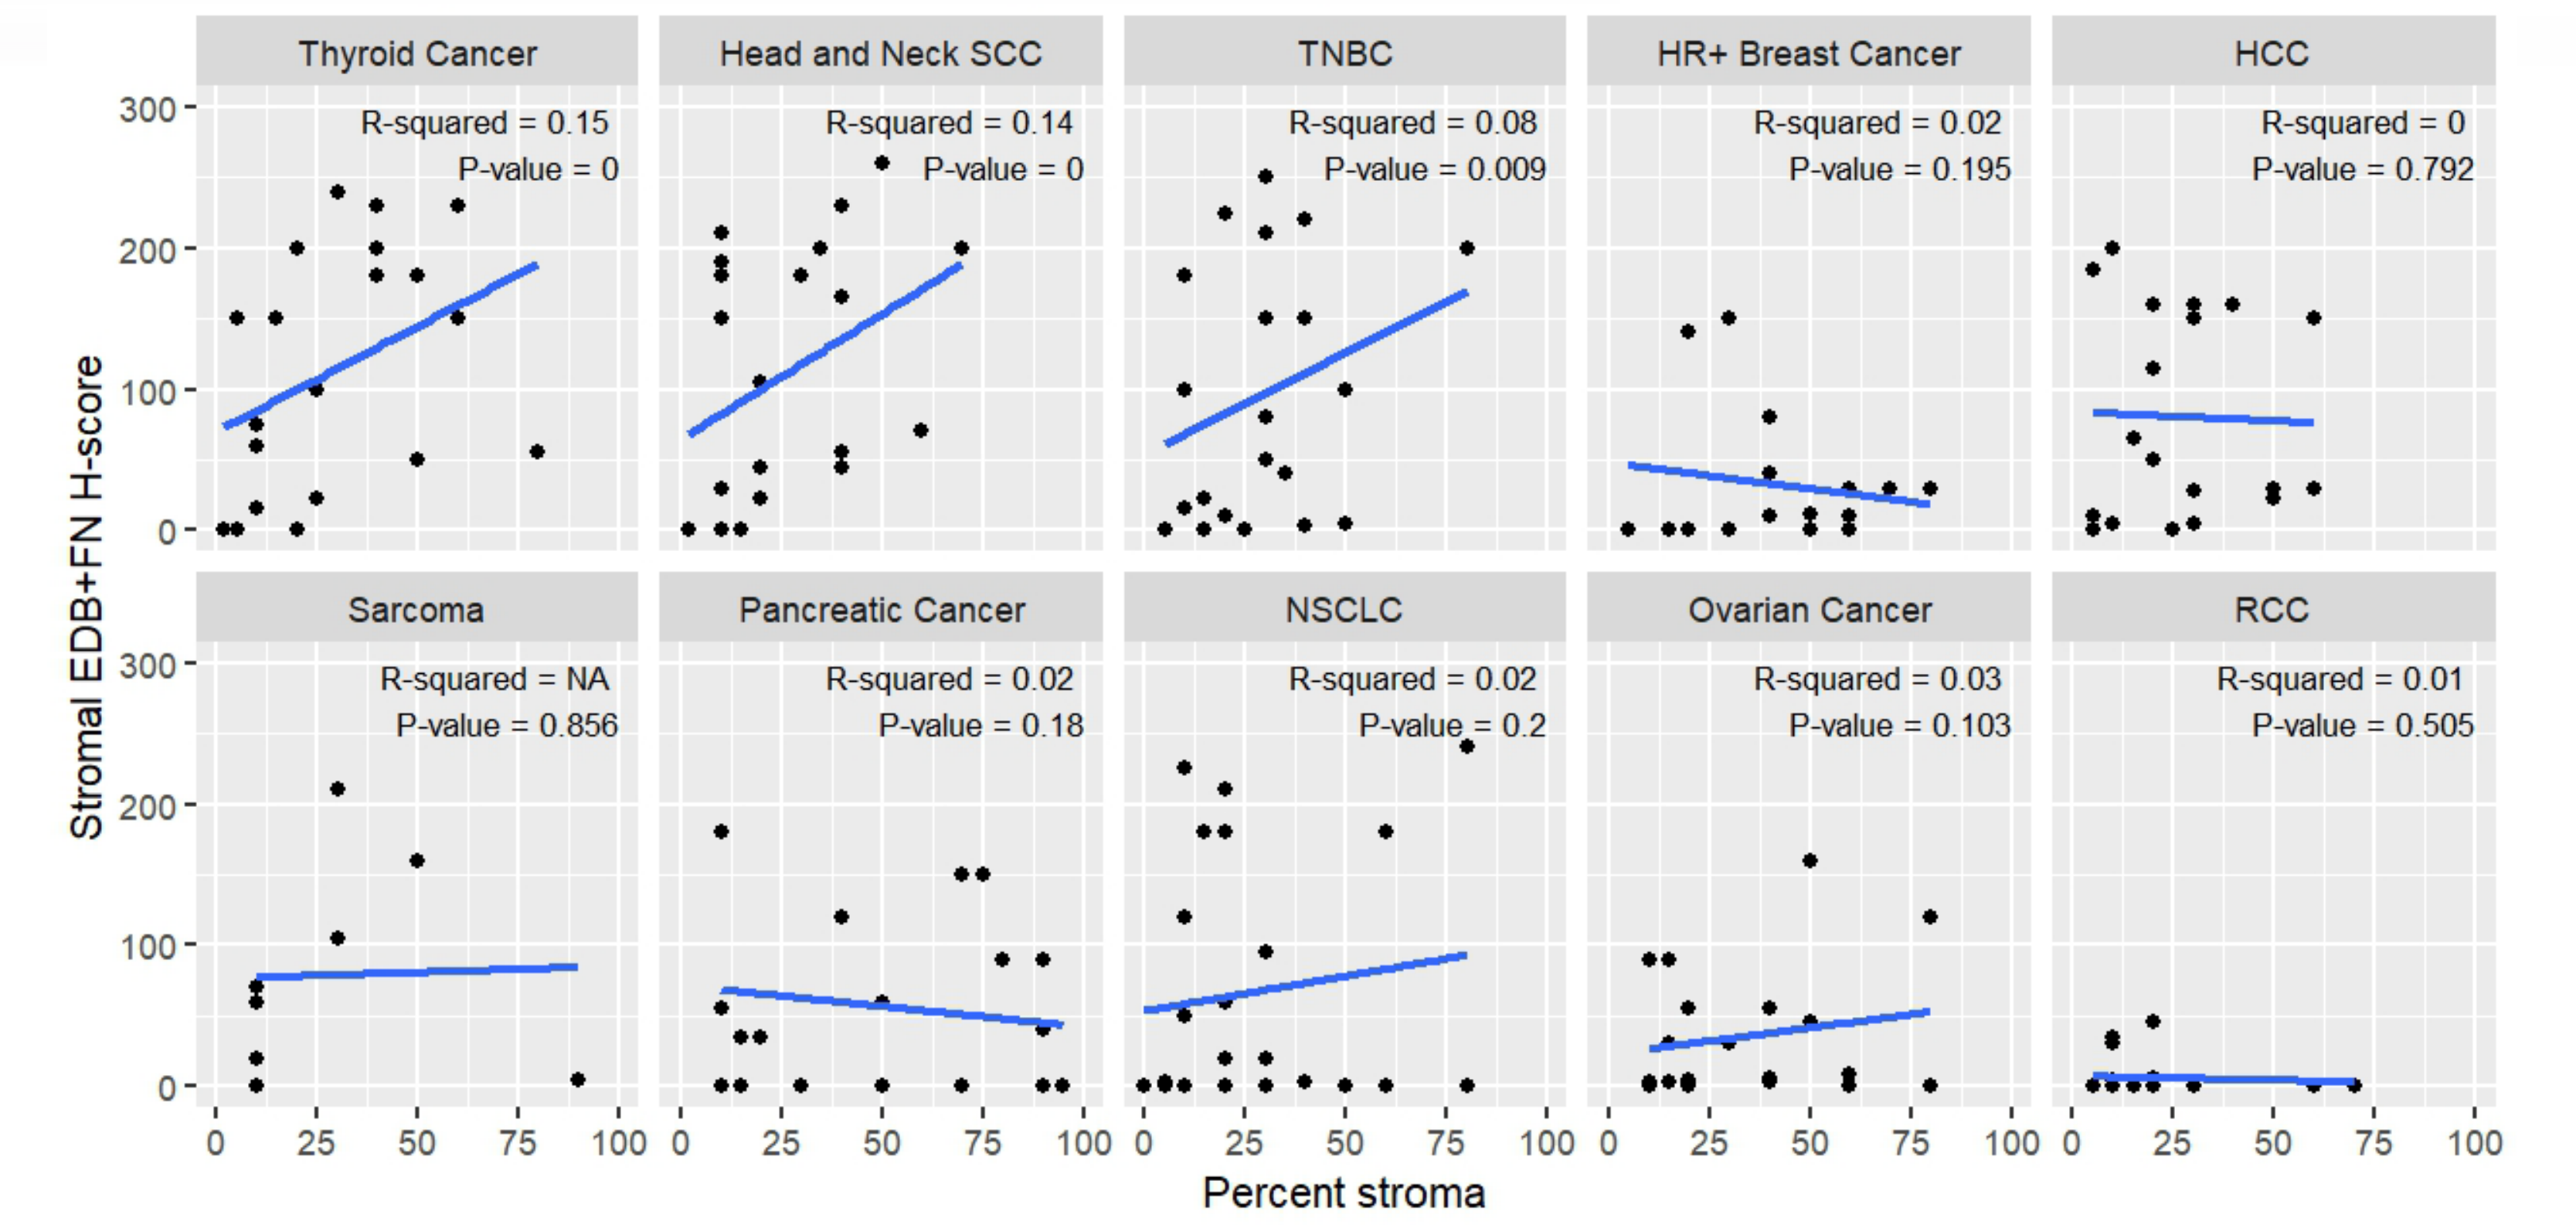 Thyroid Cancer
Head and Neck SCC
TNBC
HR+ Breast Cancer
HCC
300
200
100
0
R-squared = 0.15
P-value = 0
R-squared = 0.14
P-value = 0
R-squared = 0.08
P-value = 0.009
R-squared = 0.02
P-value = 0.195
R-squared = 0
P-value = 0.792
Stromal EDB+FN H-score
Sarcoma
Pancreatic Cancer
NSCLC
Ovarian Cancer
RCC
300
200
100
0
R-squared = NA
P-value = 0.856
R-squared = 0.02
P-value = 0.18
R-squared = 0.02
P-value = 0.2
R-squared = 0.03
P-value = 0.103
R-squared = 0.01
P-value = 0.505
0 25 50 75 100
0 25 50 75 100
0 25 50 75 100
0 25 50 75 100
0 25 50 75 100
Percent stroma